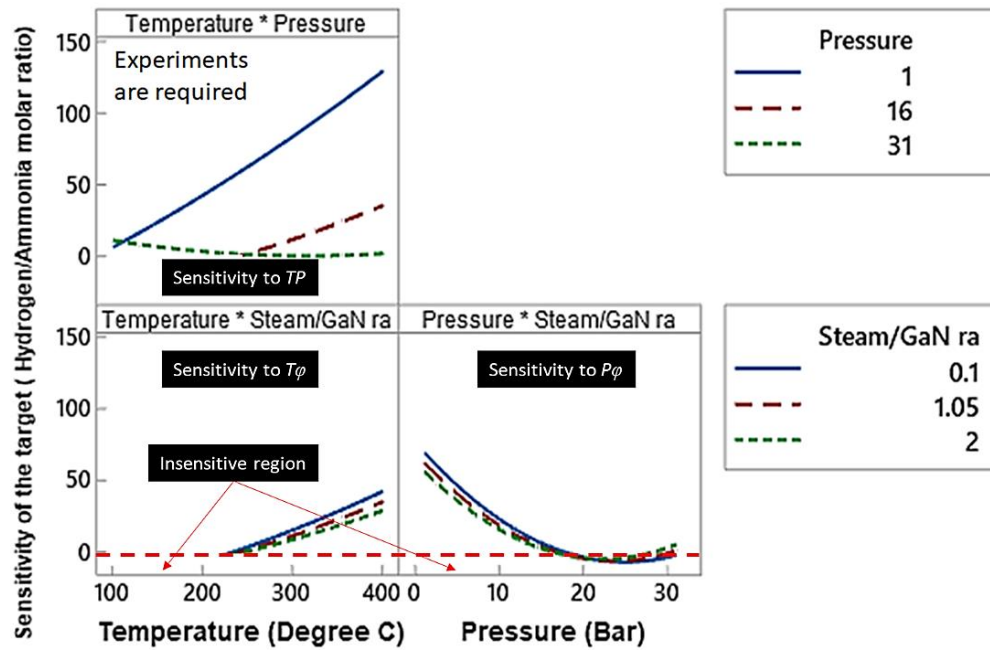 Sensitivity of the target ( Hydrogen/Ammonia molar ratio)
Temperature * Pressure
150
100
50
0
Experiments
are required
Sensitivity to TP
Pressure
1
16
31
Temperature * Steam/GaN ra
Pressure * Steam/GaN ra
150
100
50
0
Sensitivity to Tφ
Sensitivity to Pφ
Insensitive region
Steam/GaN ra
0.1
1.05
2
100 200 300 400
0 10 20 30
Temperature (Degree C)
Pressure (Bar)